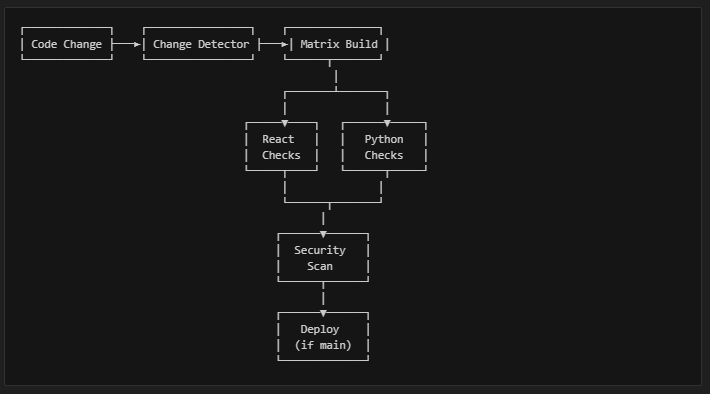 Code Change
Change Detector
Matrix Build
React
Checks
Python
Checks
Security
Scan
Deploy
(if main)